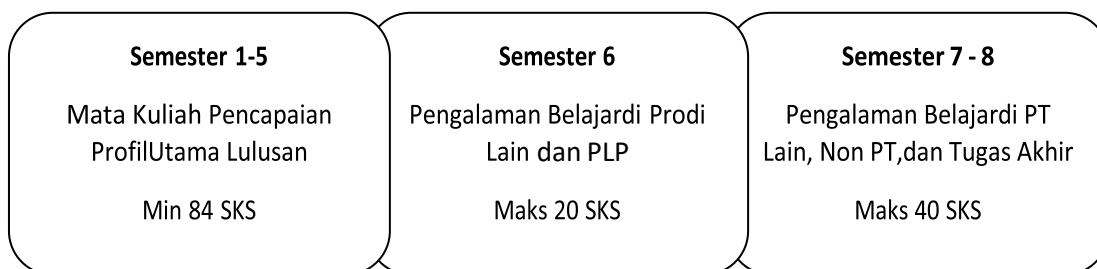 Semester 1-5
Mata Kuliah Pencapaian
ProfilUtama Lulusan
Min 84 SKS
Semester 6
Pengalaman Belajardi Prodi
Lain dan PLP
Maks 20 SKS
Semester 7 - 8
Pengalaman Belajardi PT
Lain, Non PT,dan Tugas Akhir
Maks 40 SKS